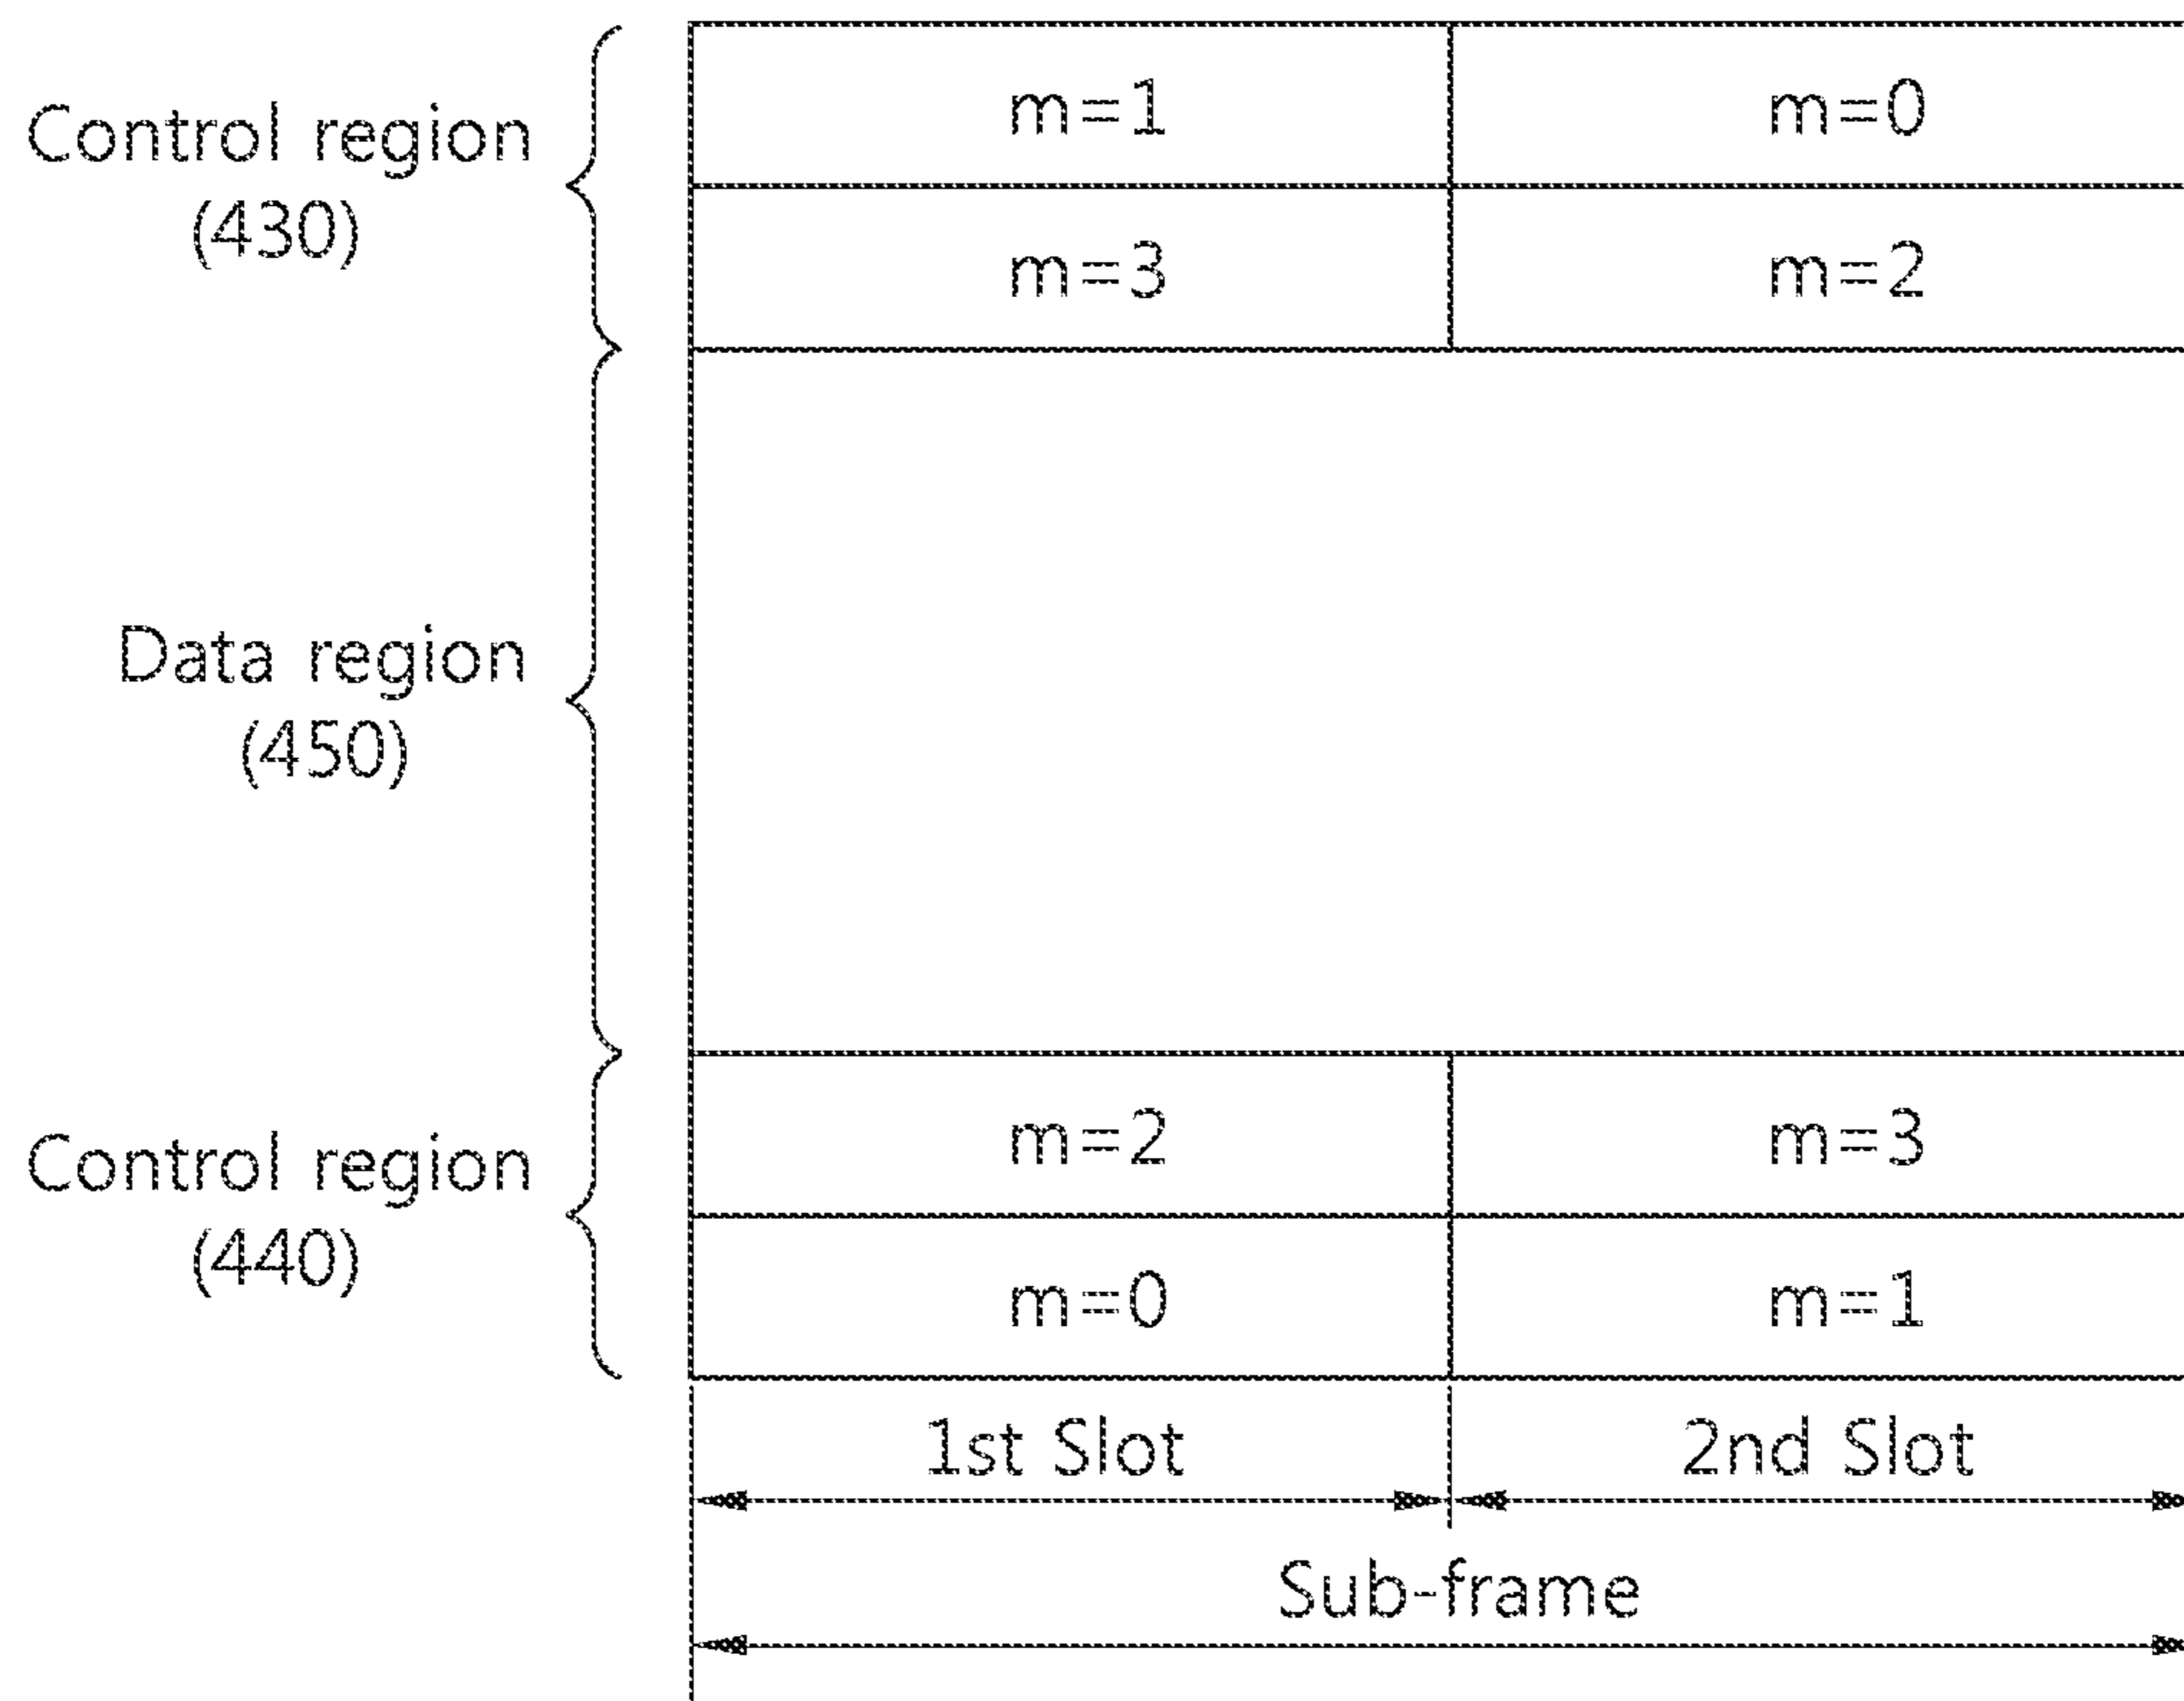 Control region
(430)
m=1 m=0
m=3 m=2
Data region
(450)
Control region
(440)
m=2 m=3
m=0 m=1
1st Slot 2nd Slot
Sub-frame